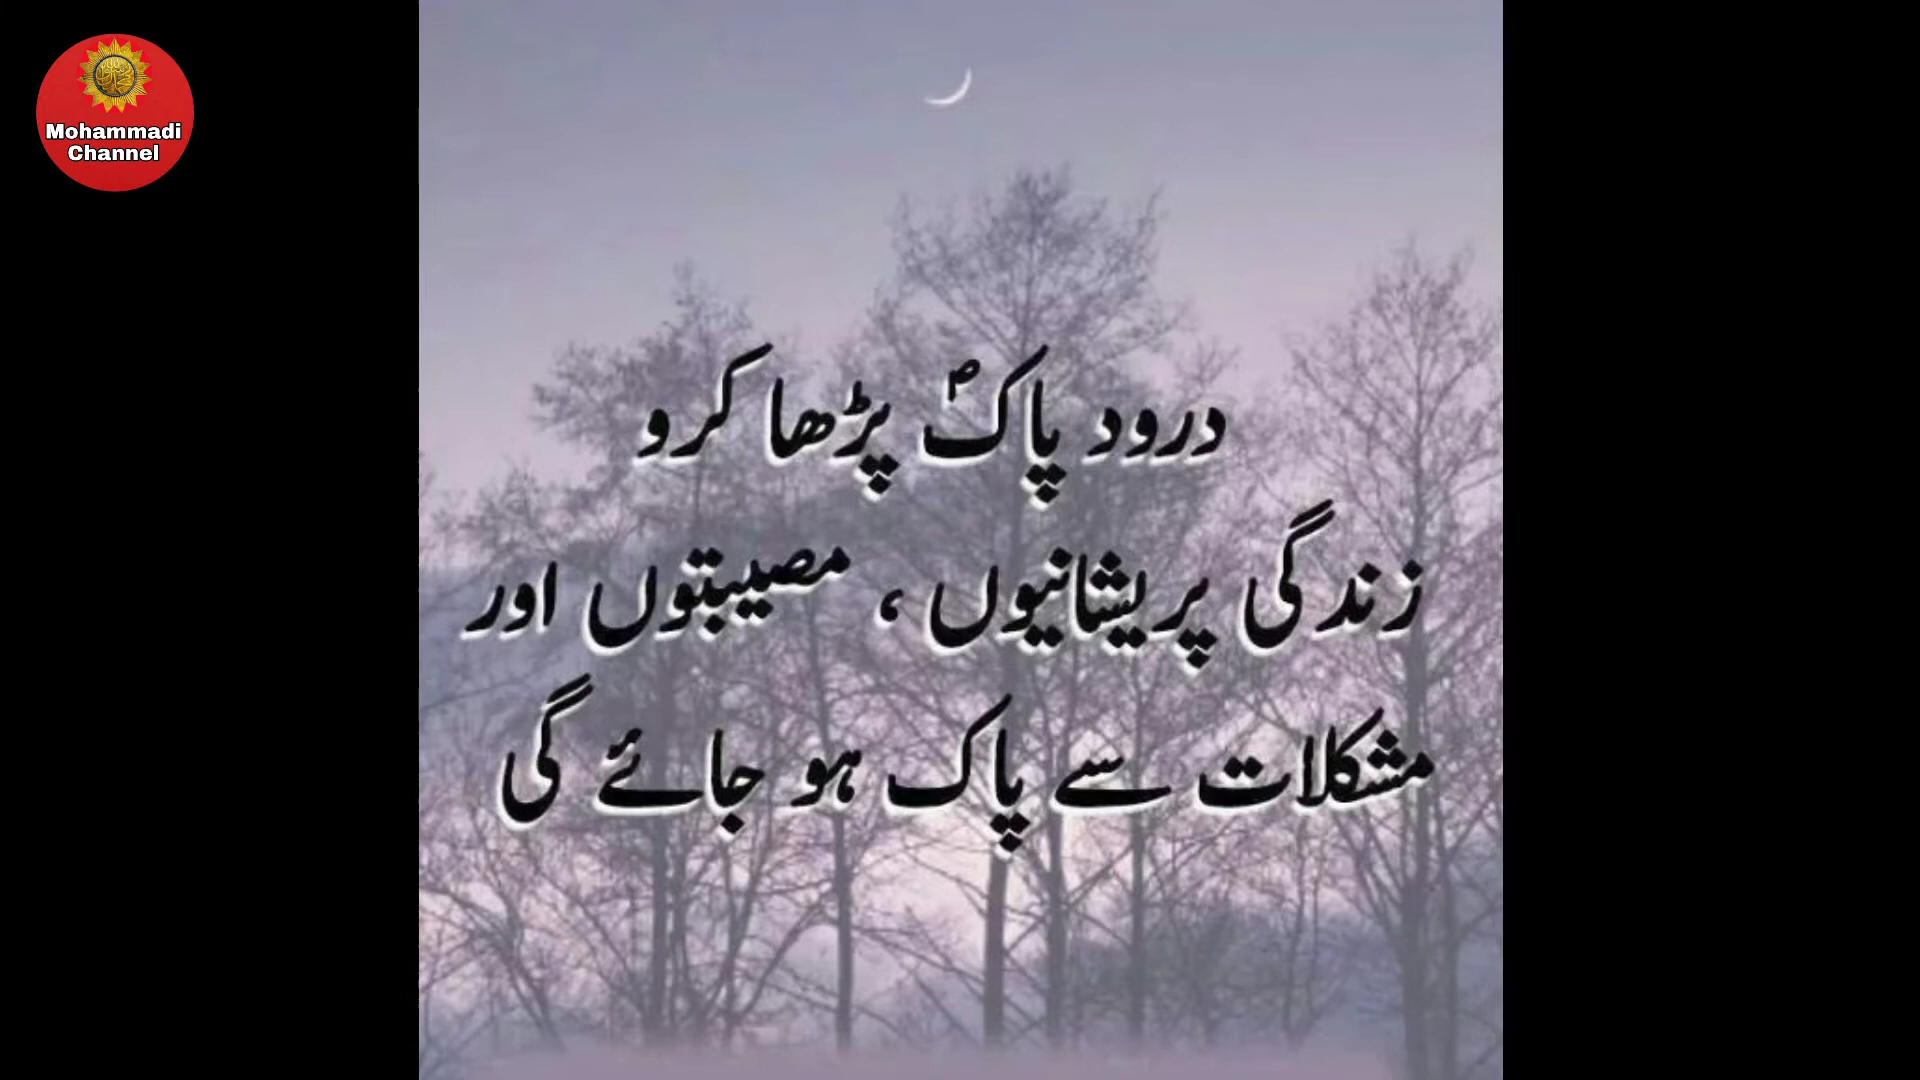 Mohammadi
Channel
درود پاکؐ پڑھا کرو
زندگی پریشانیوں ، مصیبتوں اور
مشکلات سے پاک ہو جائے گی